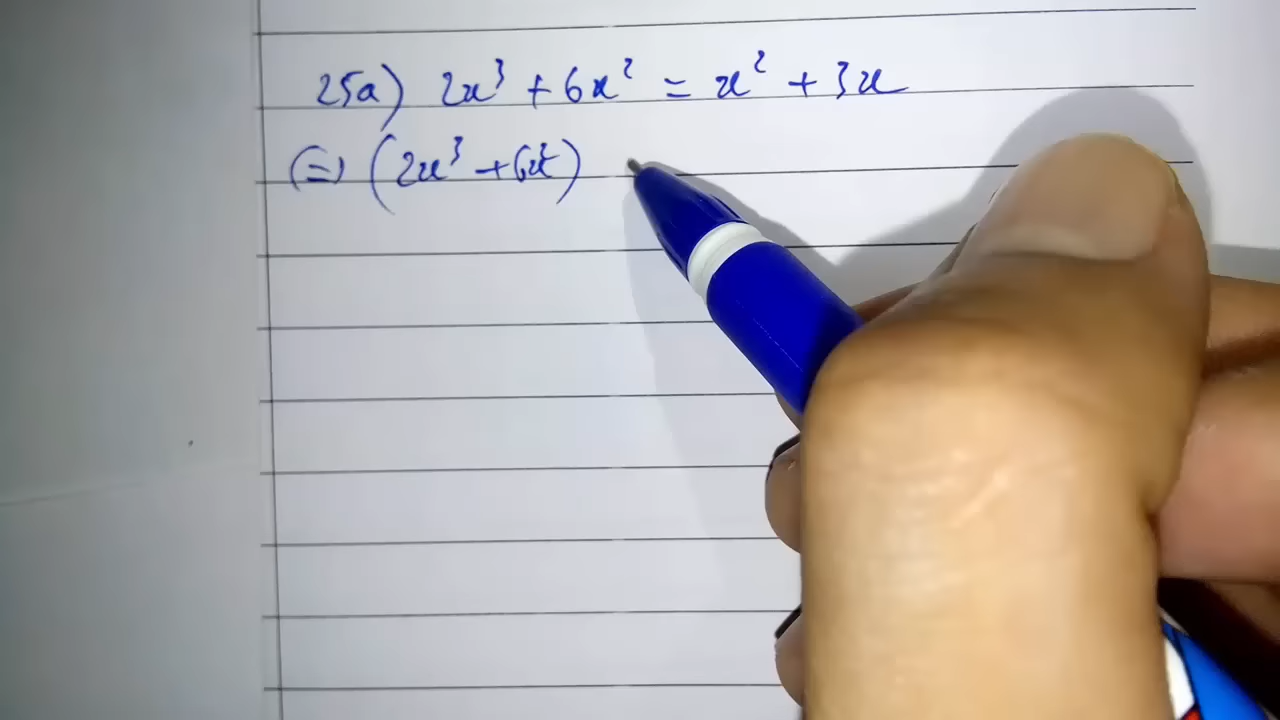 25a) 2x³ + 6x² = x² + 3x
(=) (2x³ + 6x²)